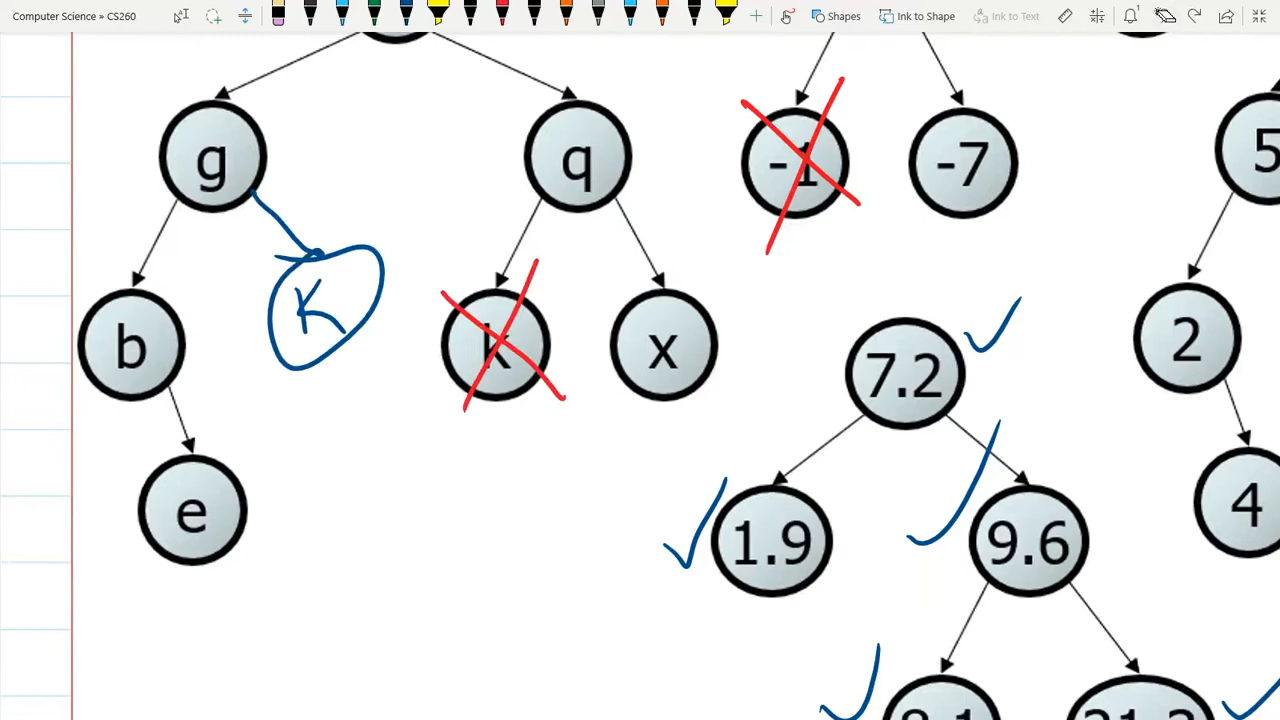 Computer Science » CS260
Shapes
Ink to Shape
Ink to Text
g
q
-1
-7
5
K
b
k
x
2
7.2
e
1.9
9.6
4